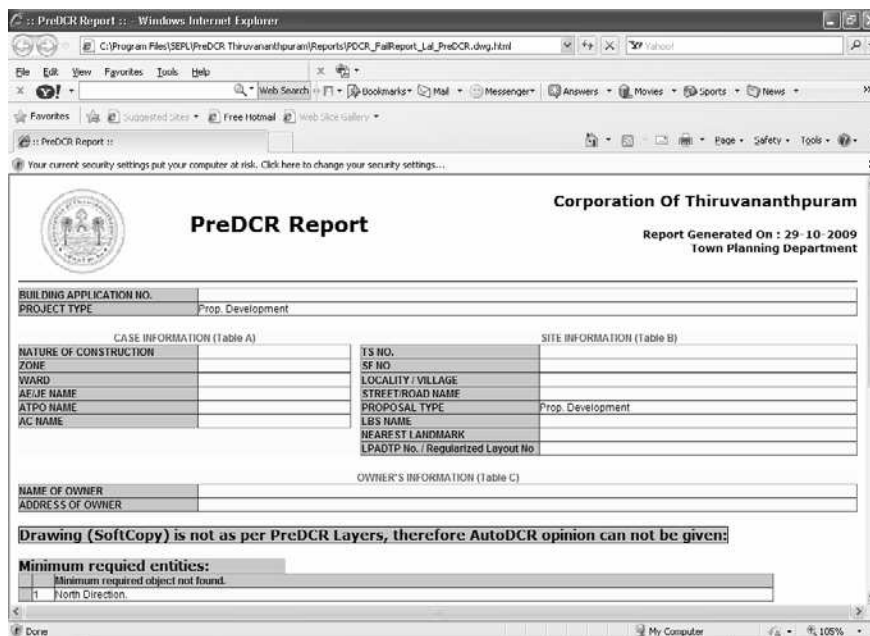 :: PreDCR Report :: - Windows Internet Explorer
C:\Program Files\SEPL\PreDCR Thiruvananthpuram\Reports\PDCR_FailReport_Lal_PreDCR.dwg.html
Yahoo!
File Edit View Favorites Tools Help
Web Search Bookmarks Mail Messenger Answers Movies Sports News
Favorites Suggested Sites Free Hotmail Web Slice Gallery
:: PreDCR Report ::
Page Safety Tools
Your current security settings put your computer at risk. Click here to change your security settings...
PreDCR Report
Corporation Of Thiruvananthpuram
Report Generated On : 29-10-2009
Town Planning Department
BUILDING APPLICATION NO.
PROJECT TYPE Prop. Development
CASE INFORMATION (Table A)
NATURE OF CONSTRUCTION
ZONE
WARD
AE/JE NAME
ATPO NAME
AC NAME
SITE INFORMATION (Table B)
TS NO.
SF NO
LOCALITY / VILLAGE
STREET/ROAD NAME
PROPOSAL TYPE Prop. Development
LBS NAME
NEAREST LANDMARK
LPADTP No. / Regularized Layout No
OWNER'S INFORMATION (Table C)
NAME OF OWNER
ADDRESS OF OWNER
Drawing (SoftCopy) is not as per PreDCR Layers, therefore AutoDCR opinion can not be given:
Minimum requied entities:
Minimum required object not found.
1 North Direction.
Done
My Computer
105%